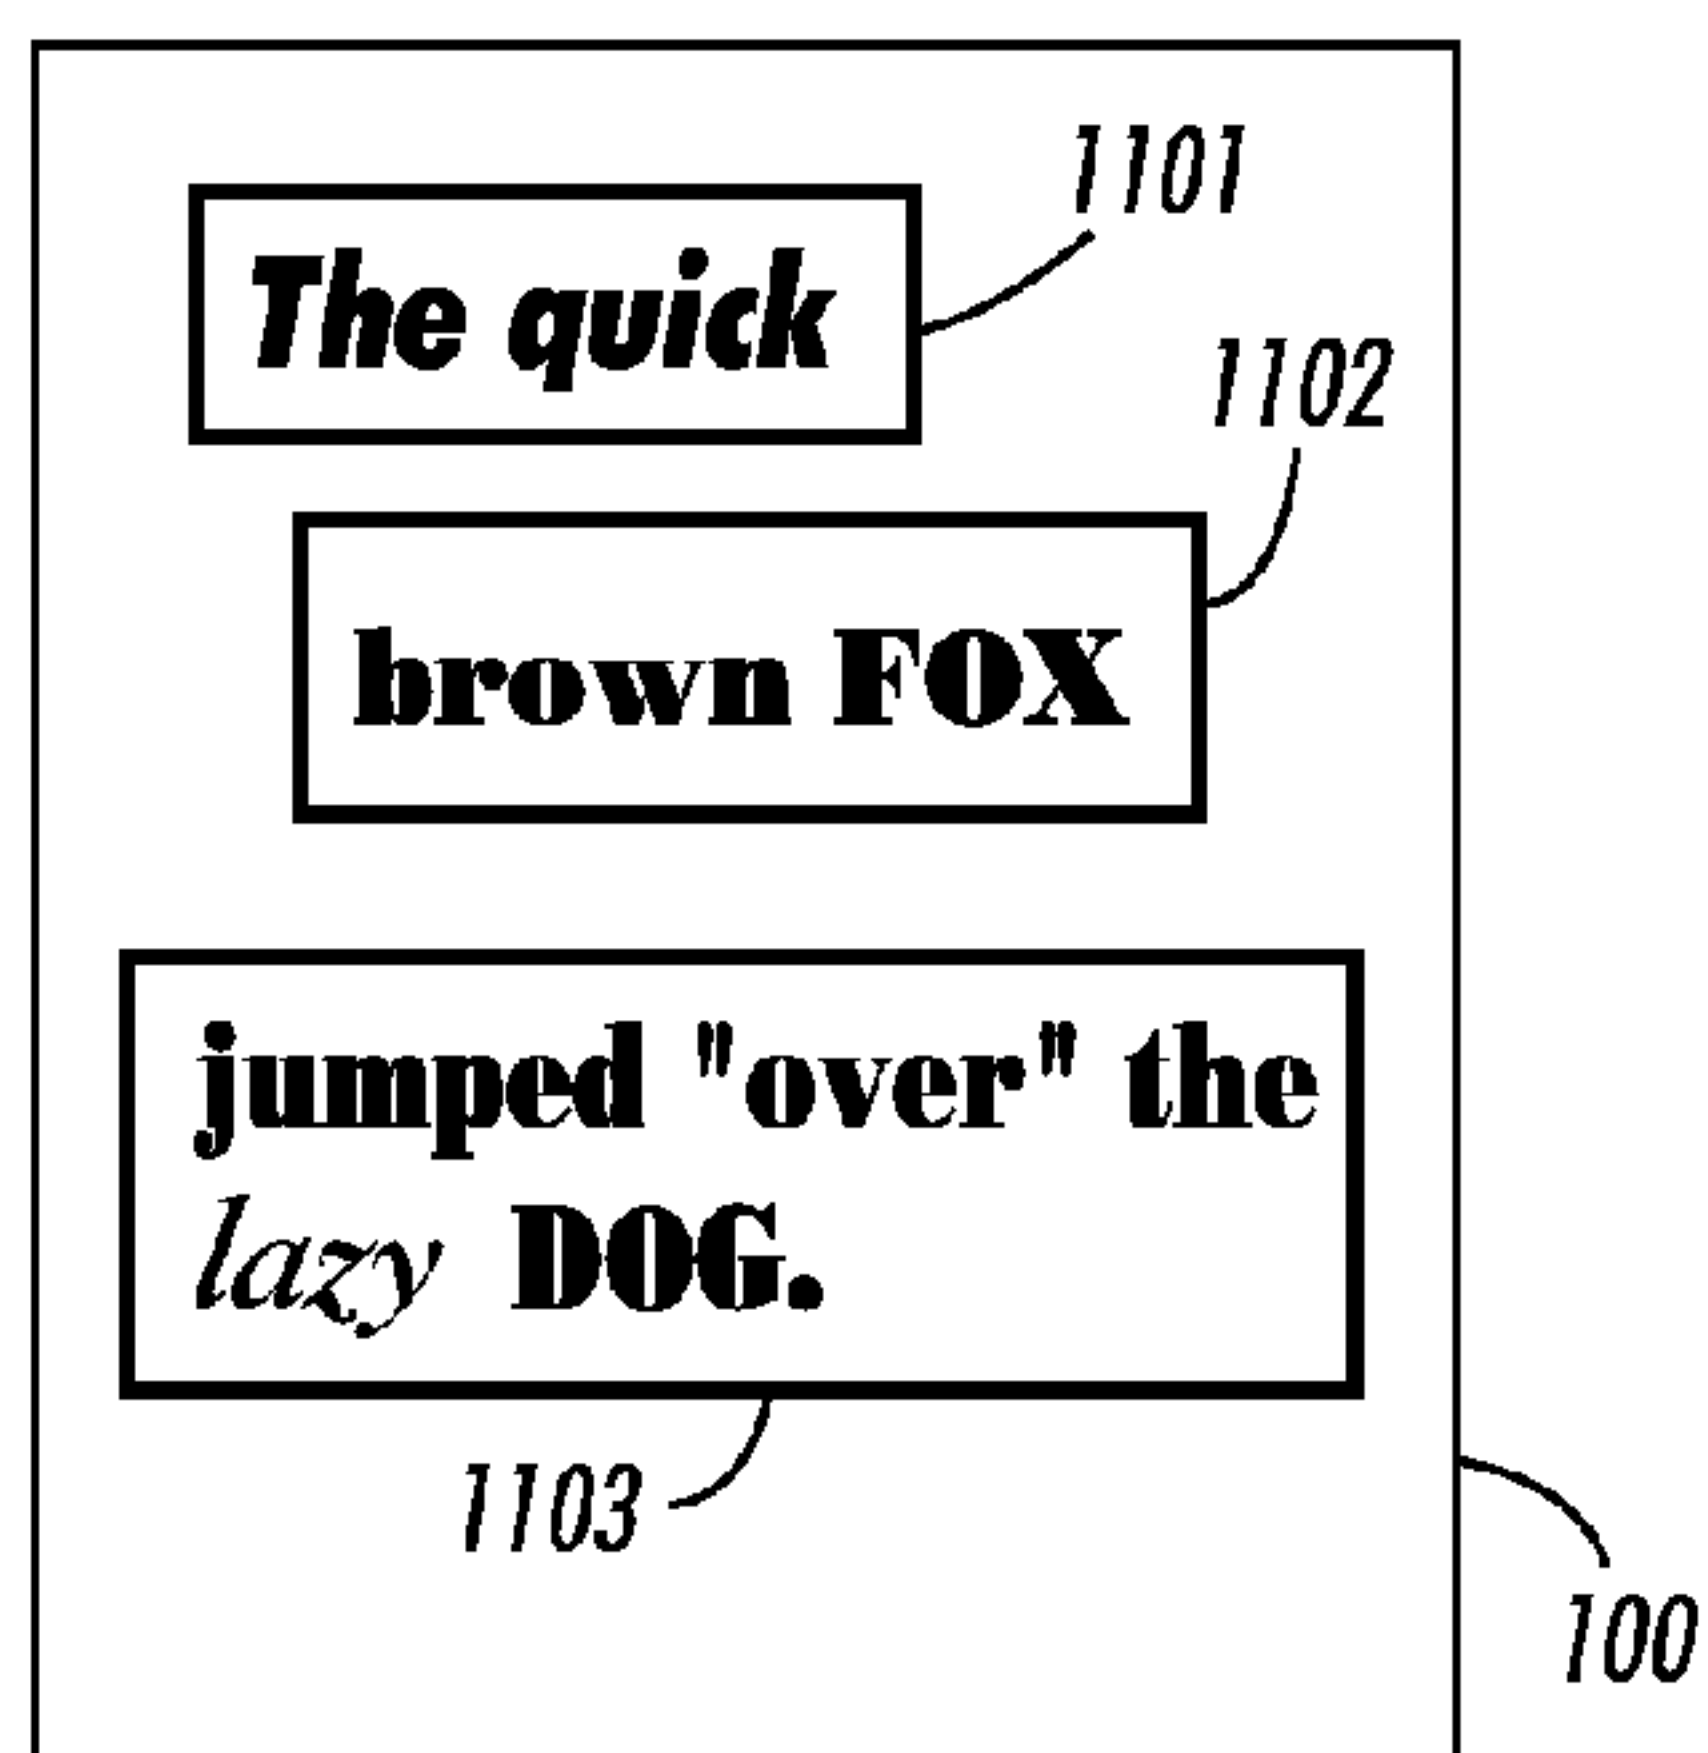 1101
The quick
1102
brown FOX
jumped "over" the
lazy DOG.
1103
100